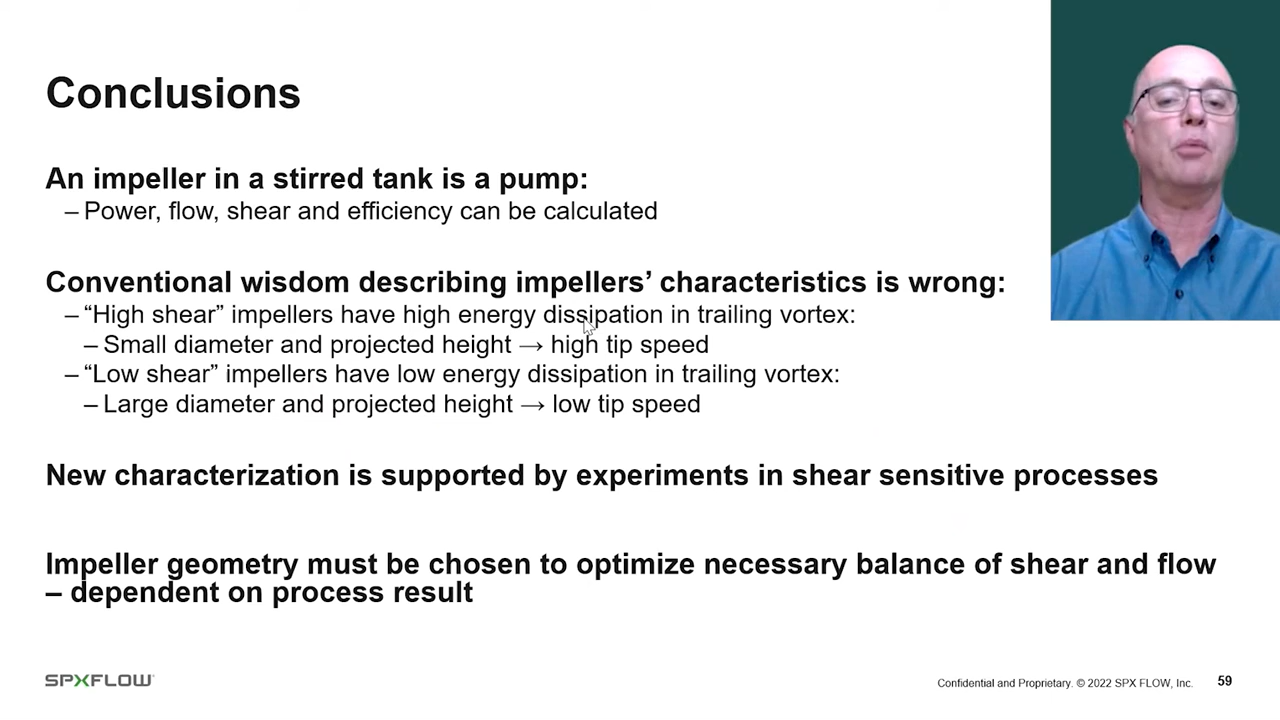 Conclusions
An impeller in a stirred tank is a pump:
– Power, flow, shear and efficiency can be calculated
Conventional wisdom describing impellers’ characteristics is wrong:
– “High shear” impellers have high energy dissipation in trailing vortex:
– Small diameter and projected height → high tip speed
– “Low shear” impellers have low energy dissipation in trailing vortex:
– Large diameter and projected height → low tip speed
New characterization is supported by experiments in shear sensitive processes
Impeller geometry must be chosen to optimize necessary balance of shear and flow
– dependent on process result
SPXFLOW
Confidential and Proprietary. © 2022 SPX FLOW, Inc. 59